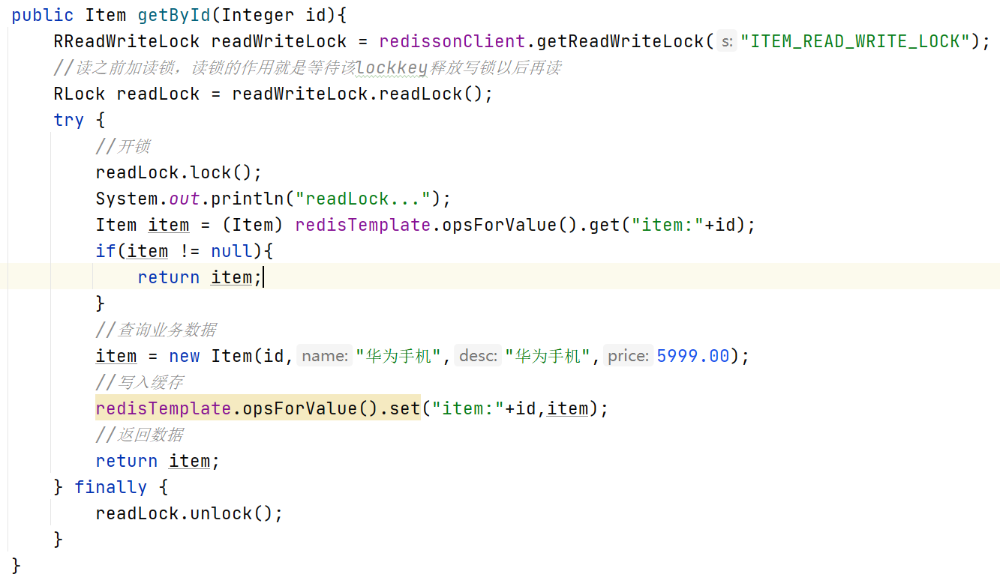 public Item getById(Integer id){
    RReadWriteLock readWriteLock = redissonClient.getReadWriteLock( s: "ITEM_READ_WRITE_LOCK");
    //读之前加读锁，读锁的作用就是等待该lockkey释放写锁以后再读
    RLock readLock = readWriteLock.readLock();
    try {
        //开锁
        readLock.lock();
        System.out.println("readLock...");
        Item item = (Item) redisTemplate.opsForValue().get("item:"+id);
        if(item != null){
            return item;
        }
        //查询业务数据
        item = new Item(id, name: "华为手机", desc: "华为手机", price: 5999.00);
        //写入缓存
        redisTemplate.opsForValue().set("item:"+id,item);
        //返回数据
        return item;
    } finally {
        readLock.unlock();
    }
}